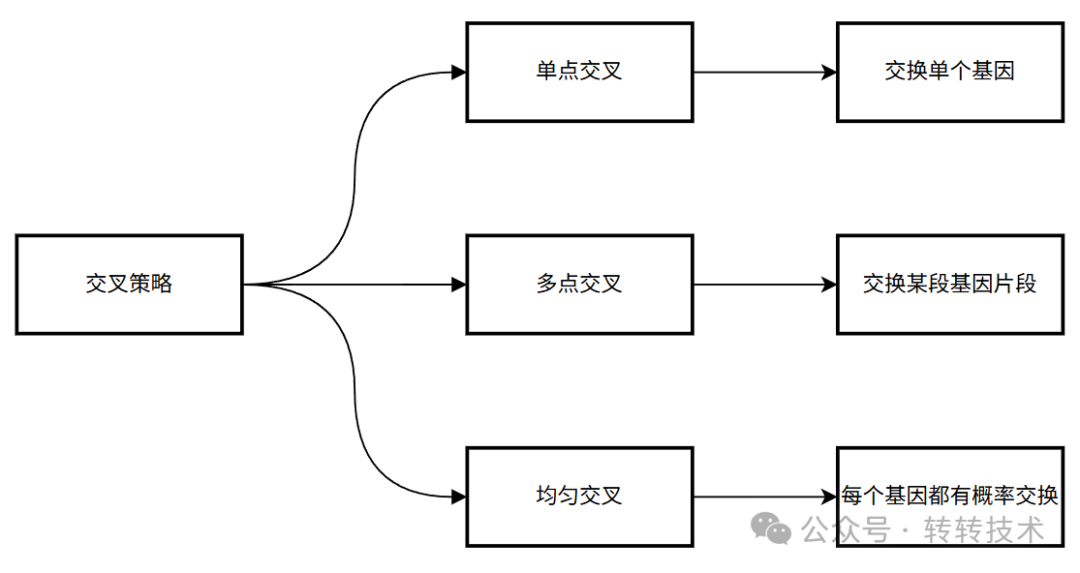 单点交叉
交换单个基因
交叉策略
多点交叉
交换某段基因片段
均匀交叉
每个基因都有概率交换
公众号 · 转转技术